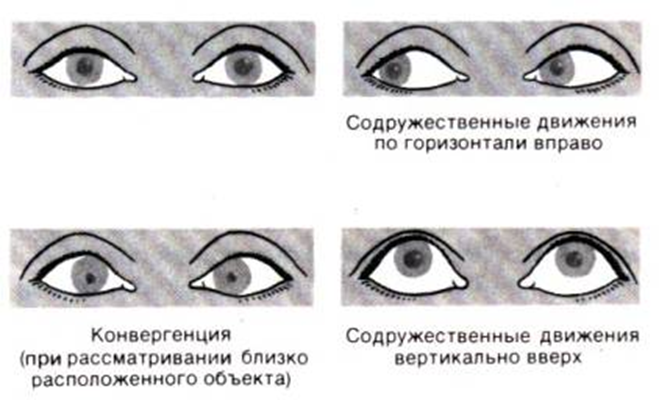 Содружественные движения
по горизонтали вправо
Конвергенция
(при рассматривании близко
расположенного объекта)
Содружественные движения
вертикально вверх